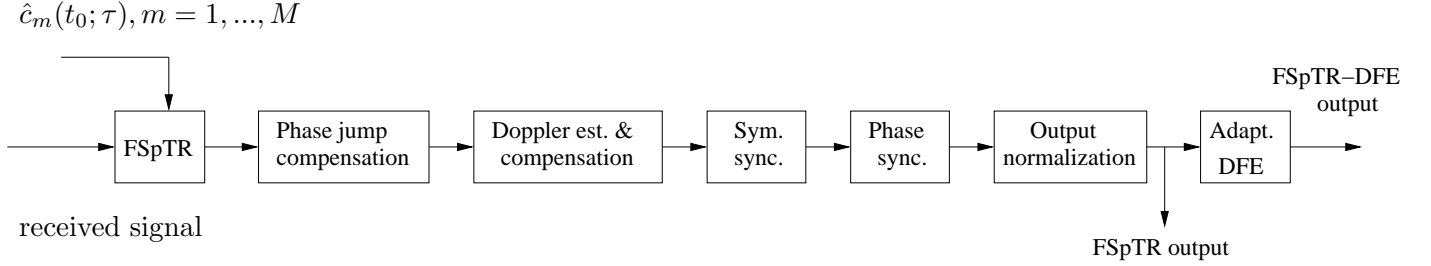 ĉ_m(t_0; τ), m = 1, ..., M
FSpTR
Phase jump
compensation
Doppler est. &
compensation
Sym.
sync.
Phase
sync.
Output
normalization
Adapt.
DFE
FSpTR–DFE
output
received signal
FSpTR output